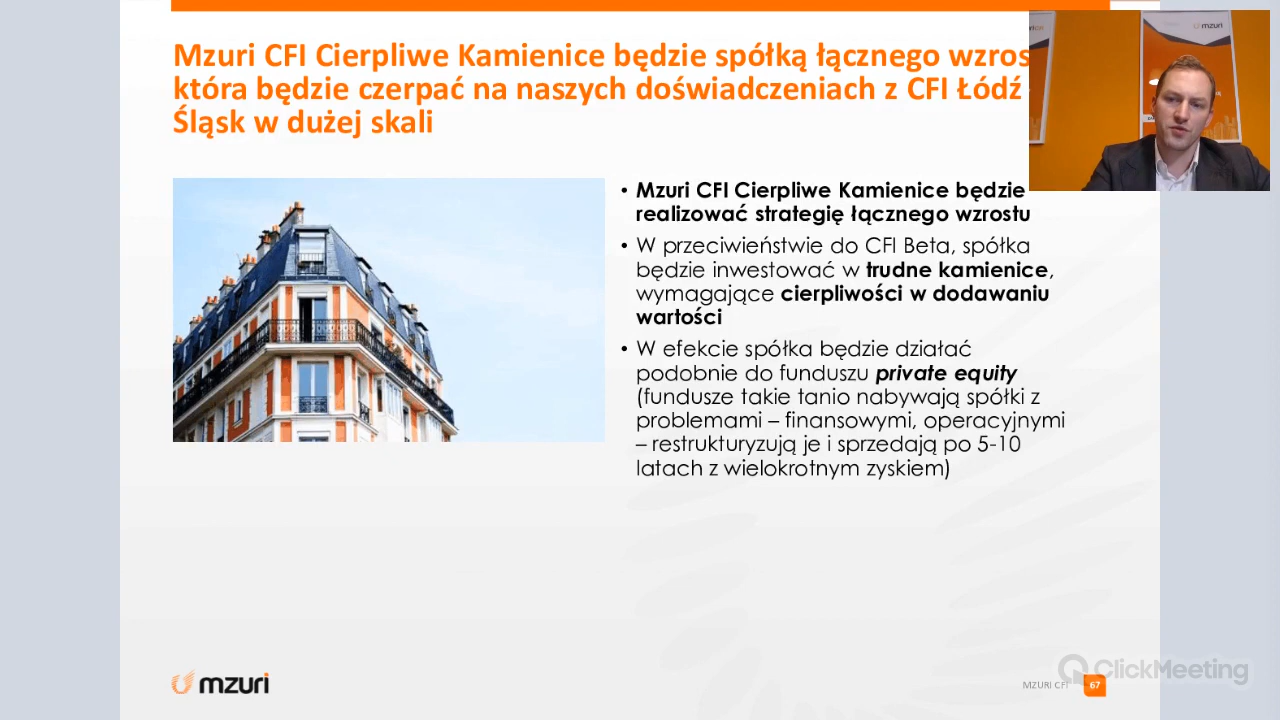 Mzuri CFI Cierpliwe Kamienice będzie spółką łącznego
która będzie czerpać na naszych doświadczeniach z CFI Łódź
Śląsk w dużej skali
mzuri
• Mzuri CFI Cierpliwe Kamienice będzie
realizować strategię łącznego wzrostu
• W przeciwieństwie do CFI Beta, spółka
będzie inwestować w trudne kamienice,
wymagające cierpliwości w dodawaniu
wartości
• W efekcie spółka będzie działać
podobnie do funduszu private equity
(fundusze takie tanio nabywają spółki z
problemami – finansowymi, operacyjnymi
– restrukturyzują je i sprzedają po 5-10
latach z wielokrotnym zyskiem)
mzuri
MZURI CFI
67
ClickMeeting